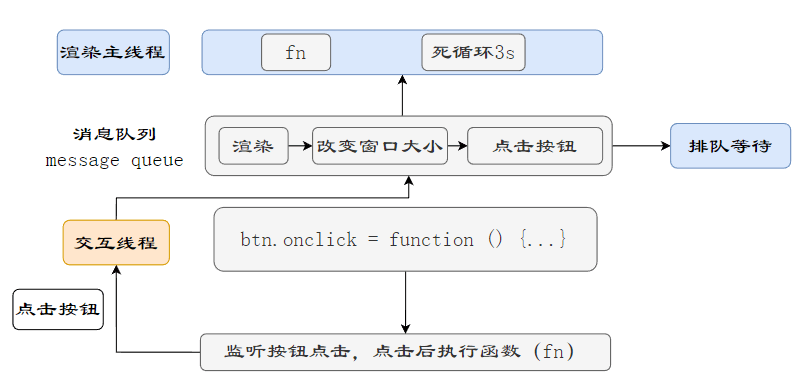 渲染主线程
fn
死循环3s
消息队列
message queue
渲染
改变窗口大小
点击按钮
排队等待
交互线程
btn.onclick = function () {...}
点击按钮
监听按钮点击，点击后执行函数 (fn)